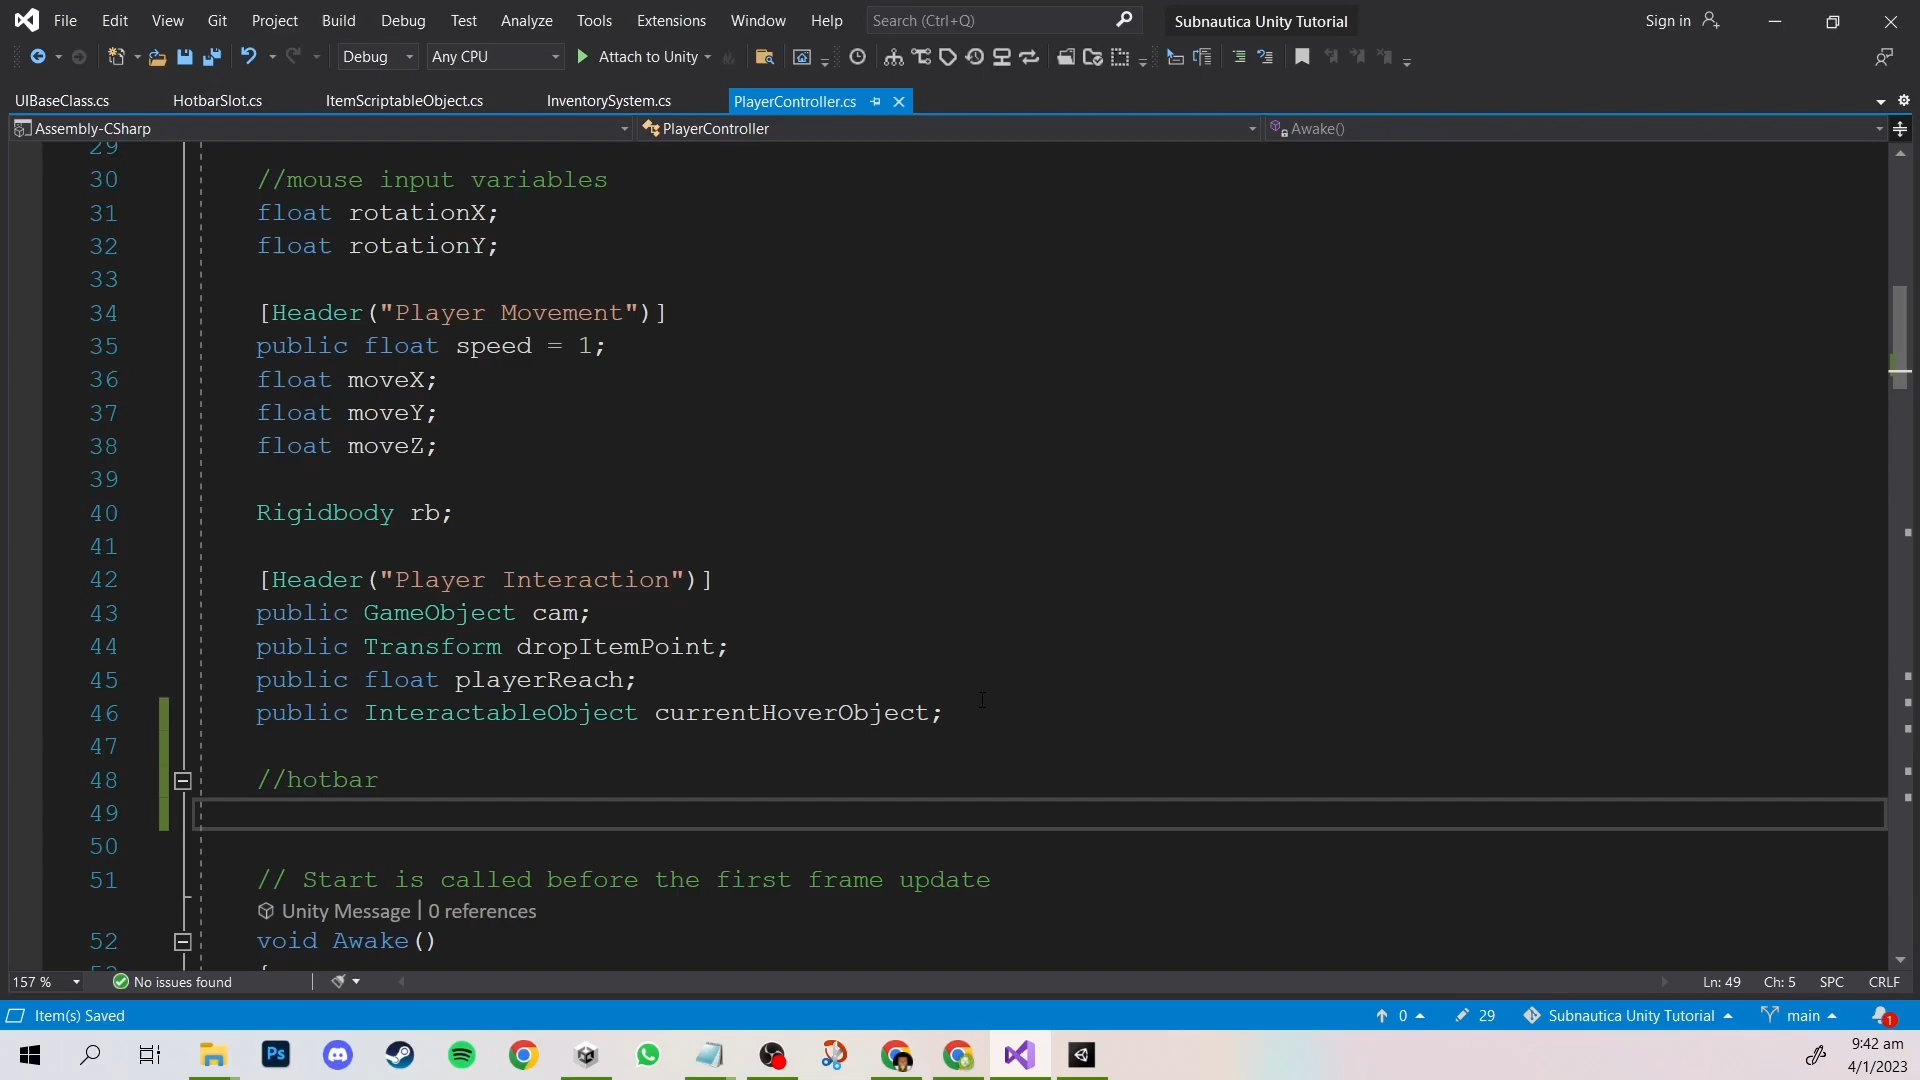 File Edit View Git Project Build Debug Test Analyze Tools Extensions Window Help Search (Ctrl+Q) Subnautica Unity Tutorial Sign in
Debug Any CPU Attach to Unity
UIBaseClass.cs HotbarSlot.cs ItemScriptableObject.cs InventorySystem.cs PlayerController.cs
Assembly-CSharp PlayerController Awake()
29
30 //mouse input variables
31 float rotationX;
32 float rotationY;
33
34 [Header("Player Movement")]
35 public float speed = 1;
36 float moveX;
37 float moveY;
38 float moveZ;
39
40 Rigidbody rb;
41
42 [Header("Player Interaction")]
43 public GameObject cam;
44 public Transform dropItemPoint;
45 public float playerReach;
46 public InteractableObject currentHoverObject;
47
48 //hotbar
49
50
51 // Start is called before the first frame update
Unity Message | 0 references
52 void Awake()
{
157 % No issues found Ln: 49 Ch: 5 SPC CRLF
Item(s) Saved 0 29 Subnautica Unity Tutorial main 1
Ps 9:42 am
4/1/2023